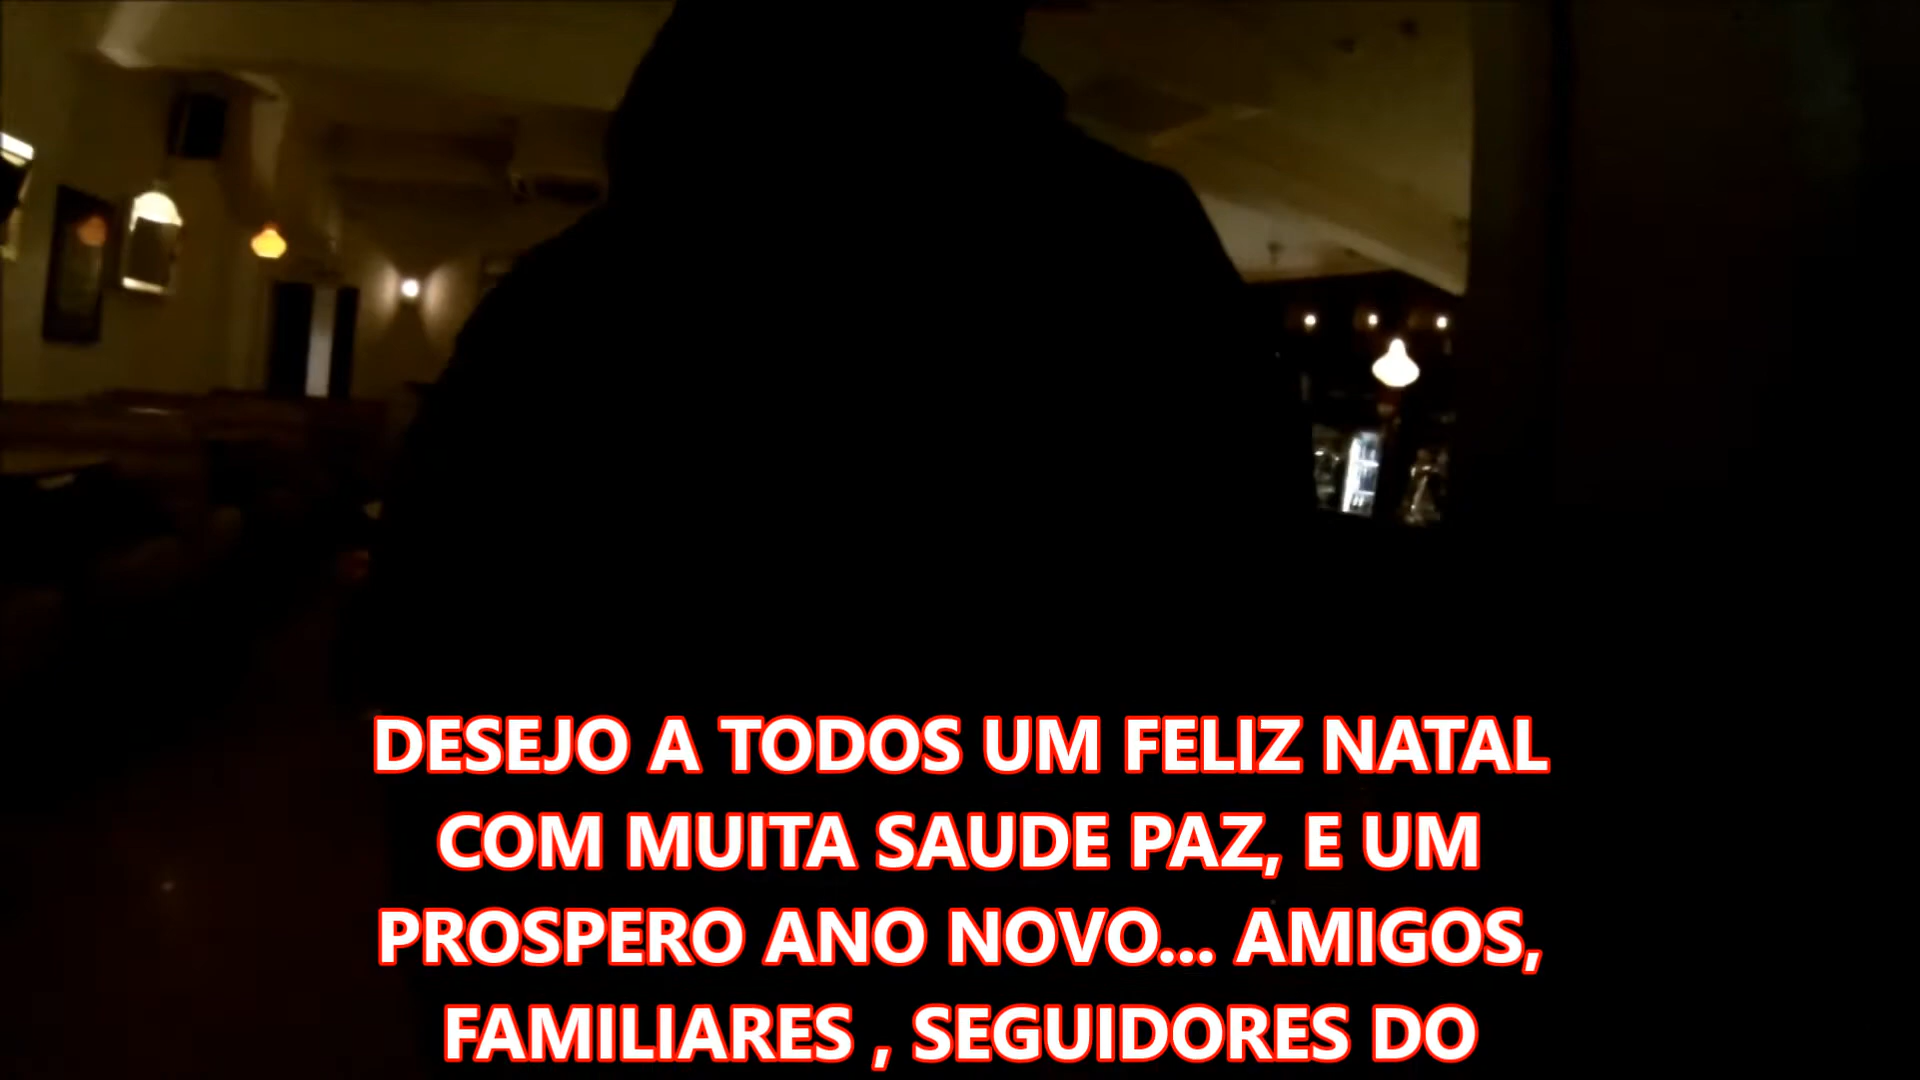 DESEJO A TODOS UM FELIZ NATAL
COM MUITA SAUDE PAZ, E UM
PROSPERO ANO NOVO... AMIGOS,
FAMILIARES , SEGUIDORES DO